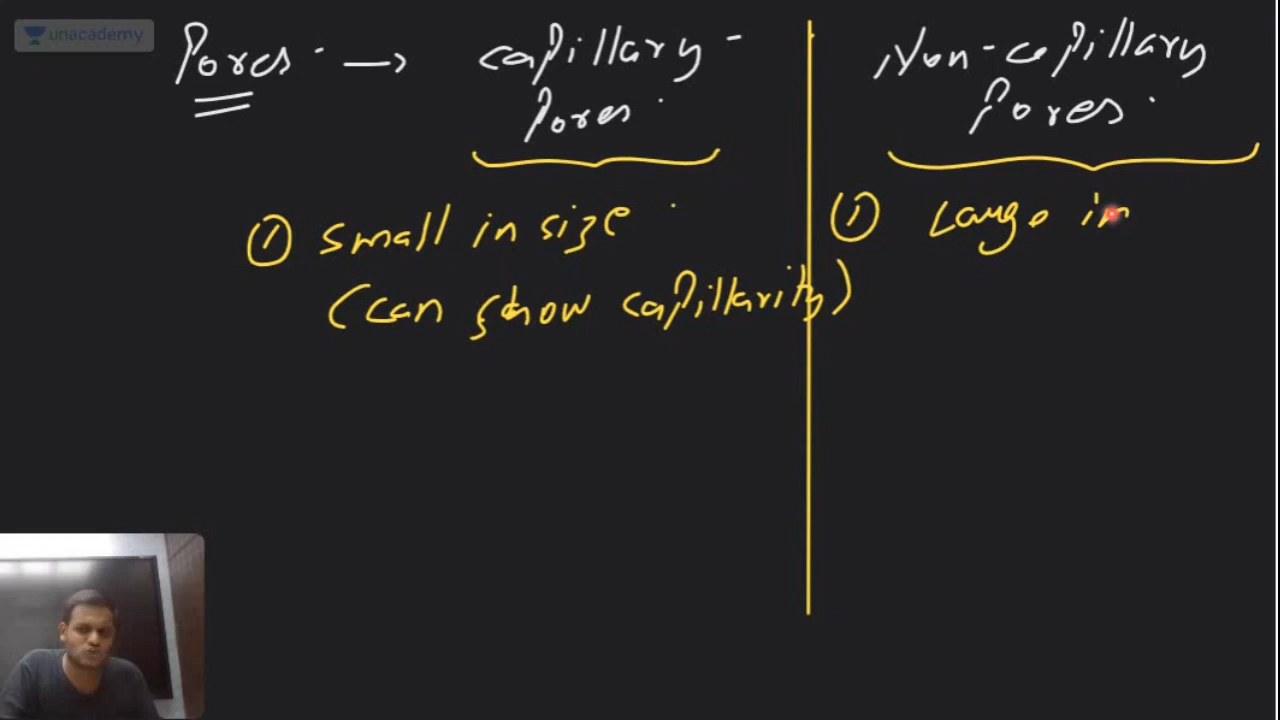 unacademy
Pores → capillary
Pores
① small in size
(can show capillarity)
Non-capillary
Pores
① Large in